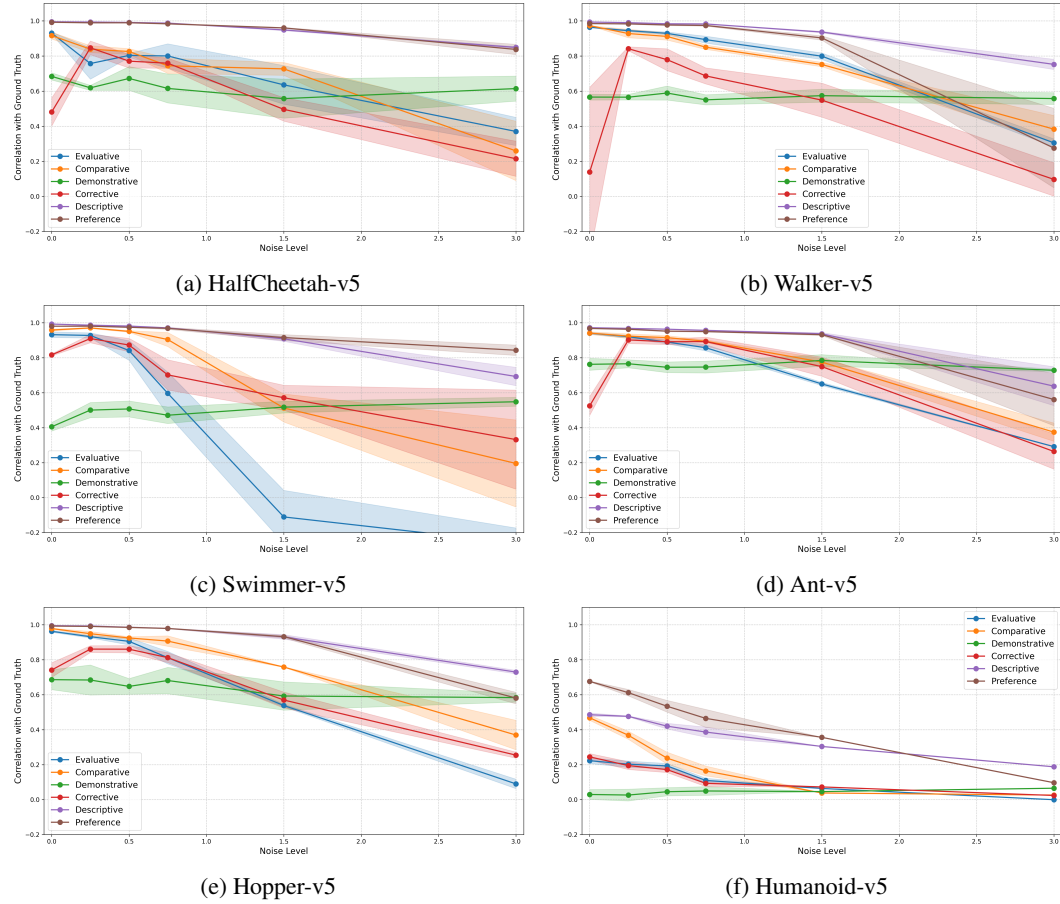 Correlation with Ground Truth
1.0
0.8
0.6
0.4
0.2
0.0
−0.2
Evaluative
Comparative
Demonstrative
Corrective
Descriptive
Preference
0.0
0.5
1.0
1.5
2.0
2.5
3.0
Noise Level
(a) HalfCheetah-v5
Correlation with Ground Truth
1.0
0.8
0.6
0.4
0.2
0.0
−0.2
Evaluative
Comparative
Demonstrative
Corrective
Descriptive
Preference
0.0
0.5
1.0
1.5
2.0
2.5
3.0
Noise Level
(b) Walker-v5
Correlation with Ground Truth
1.0
0.8
0.6
0.4
0.2
0.0
−0.2
Evaluative
Comparative
Demonstrative
Corrective
Descriptive
Preference
0.0
0.5
1.0
1.5
2.0
2.5
3.0
Noise Level
(c) Swimmer-v5
Correlation with Ground Truth
1.0
0.8
0.6
0.4
0.2
0.0
−0.2
Evaluative
Comparative
Demonstrative
Corrective
Descriptive
Preference
0.0
0.5
1.0
1.5
2.0
2.5
3.0
Noise Level
(d) Ant-v5
Correlation with Ground Truth
1.0
0.8
0.6
0.4
0.2
0.0
−0.2
Evaluative
Comparative
Demonstrative
Corrective
Descriptive
Preference
0.0
0.5
1.0
1.5
2.0
2.5
3.0
Noise Level
(e) Hopper-v5
Correlation with Ground Truth
1.0
0.8
0.6
0.4
0.2
0.0
−0.2
Evaluative
Comparative
Demonstrative
Corrective
Descriptive
Preference
0.0
0.5
1.0
1.5
2.0
2.5
3.0
Noise Level
(f) Humanoid-v5